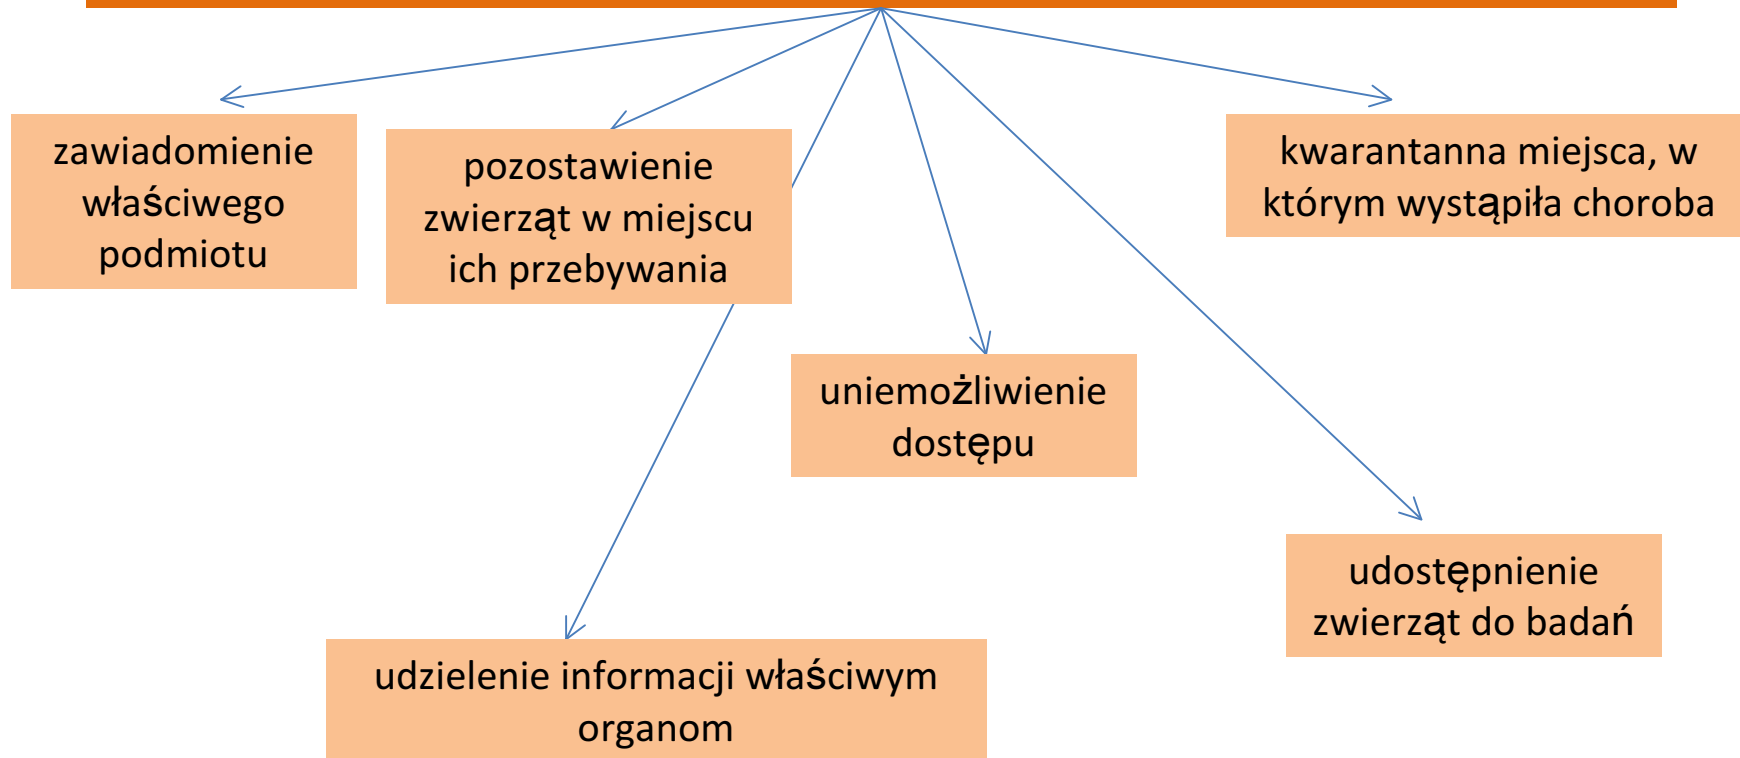 zawiadomienie
właściwego
podmiotu
pozostawienie
zwierząt w miejscu
ich przebywania
kwarantanna miejsca, w
którym wystąpiła choroba
uniemożliwienie
dostępu
udostępnienie
zwierząt do badań
udzielenie informacji właściwym
organom